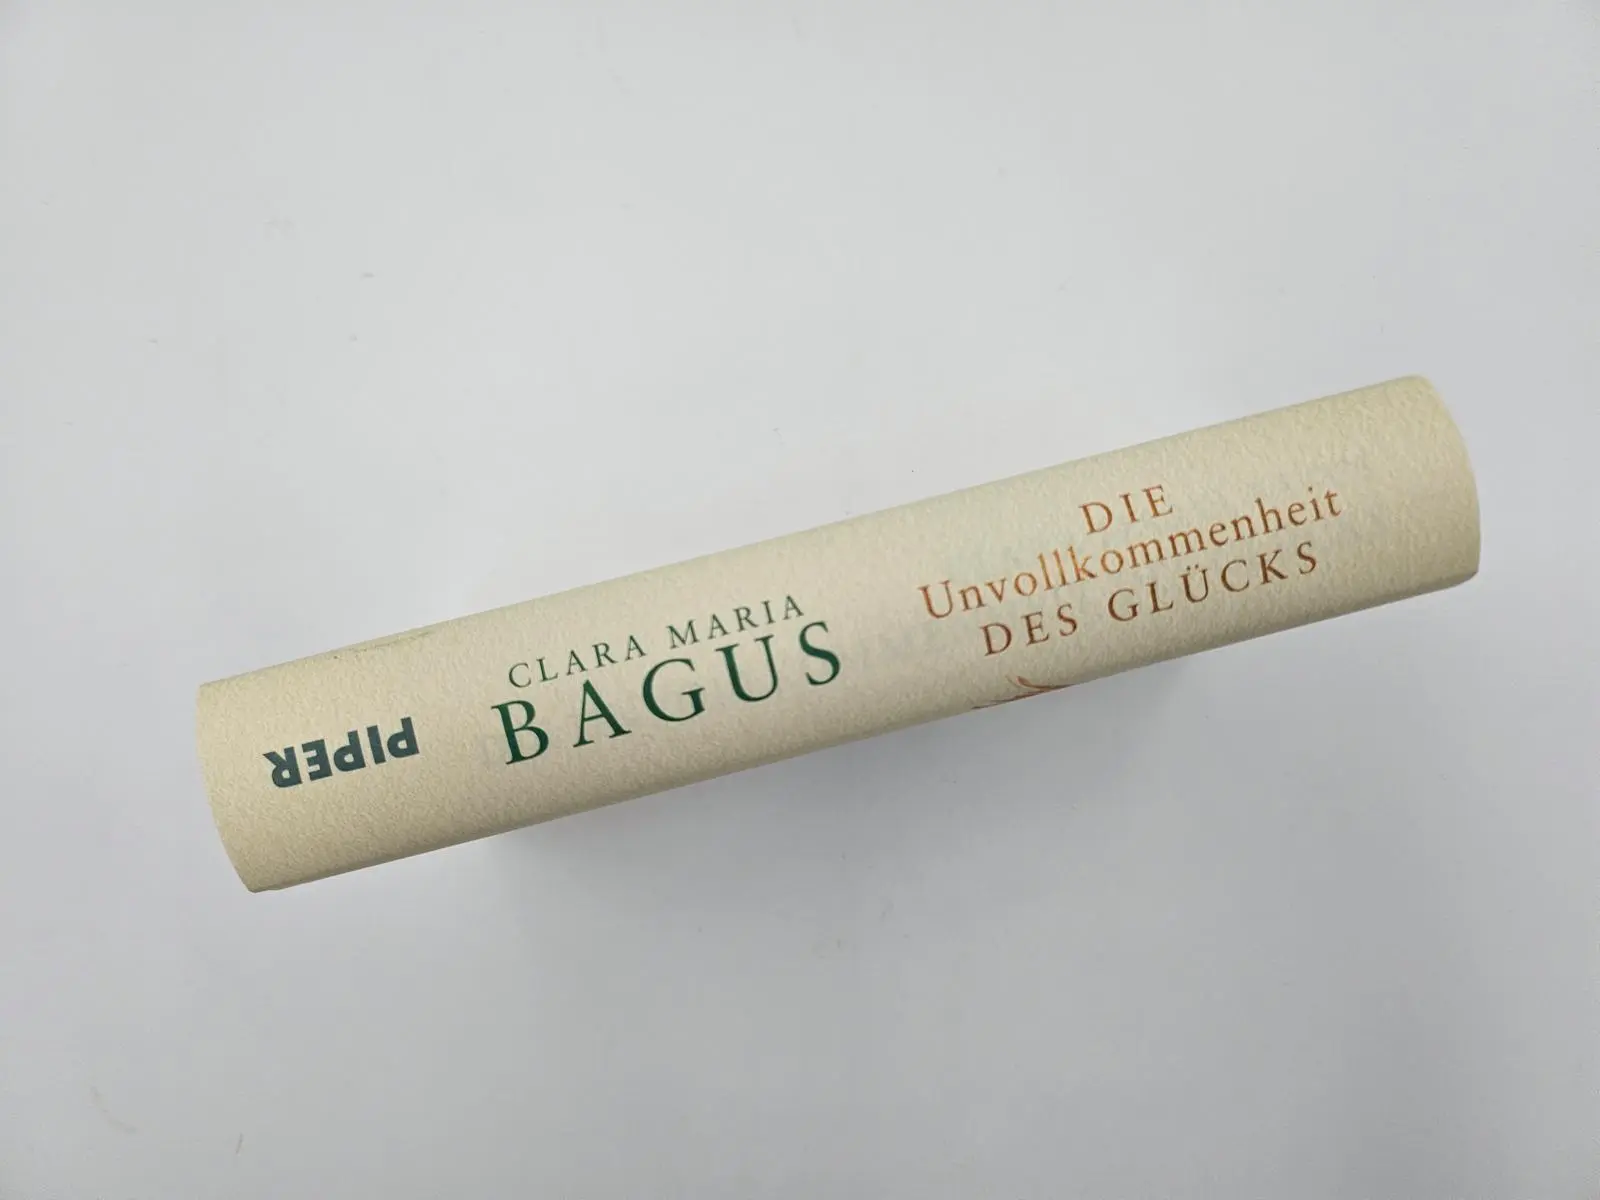 CLARA MARIA
BAGUS
DIE
Unvollkommenheit
DES GLÜCKS
PIPER